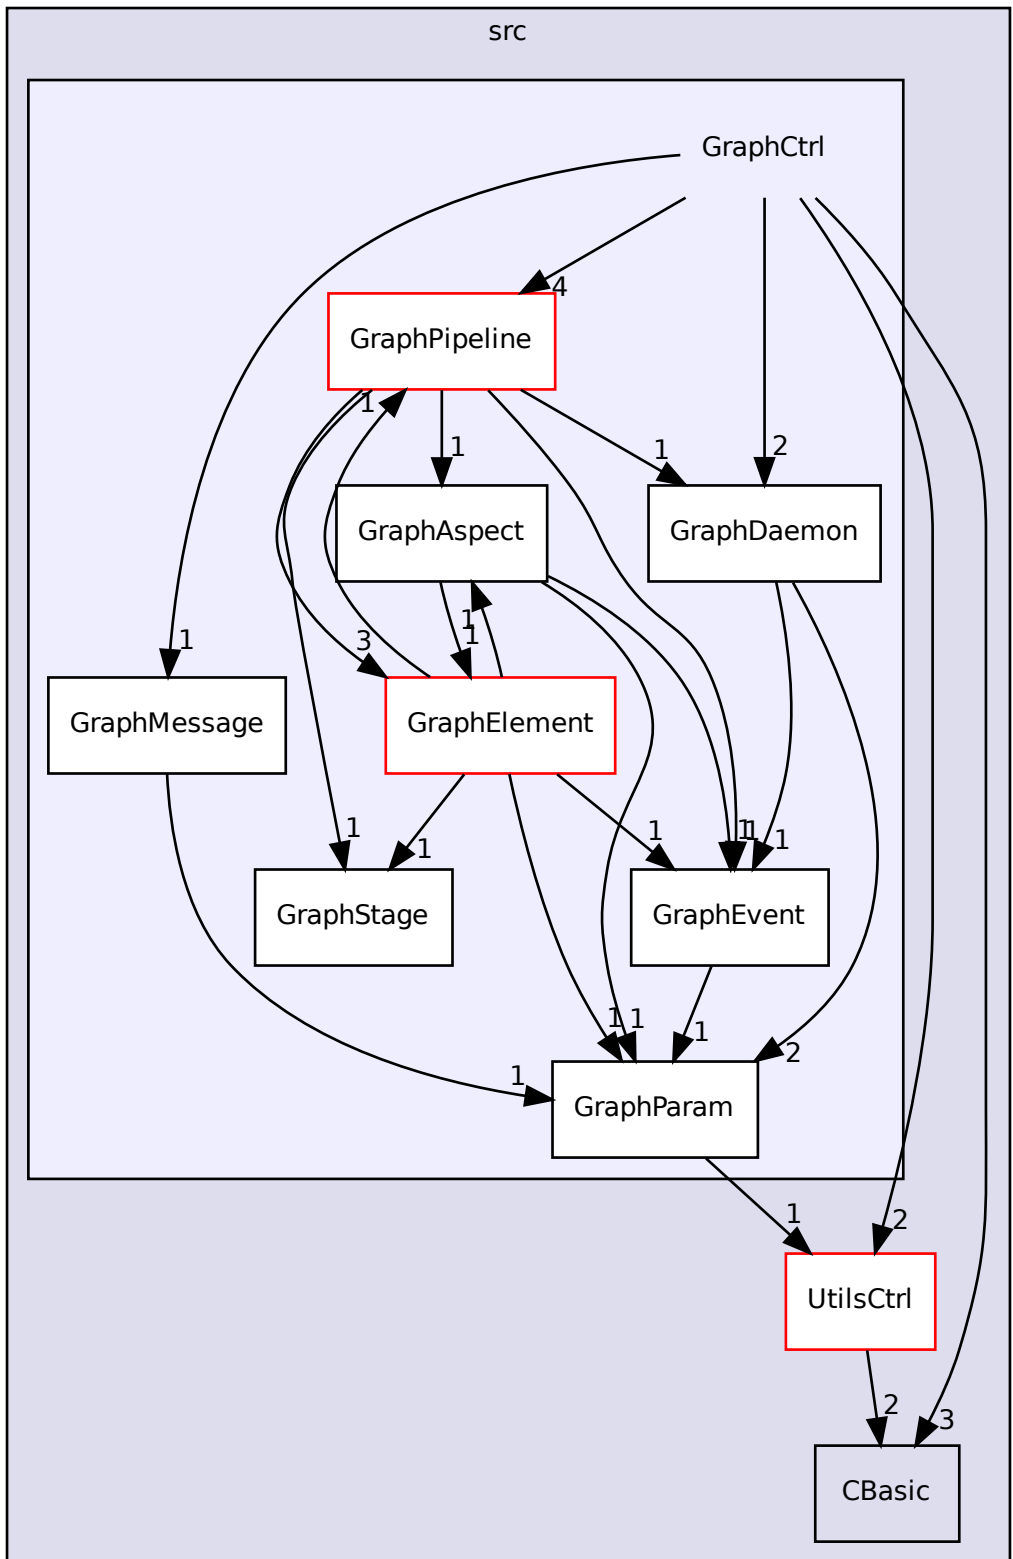 src
GraphCtrl
4
GraphPipeline
1
1
1
2
GraphAspect
GraphDaemon
1
1
3
1
GraphMessage
GraphElement
1
1
1
1
1
1
GraphStage
GraphEvent
1
1
1
2
1
GraphParam
1
2
UtilsCtrl
2
3
CBasic